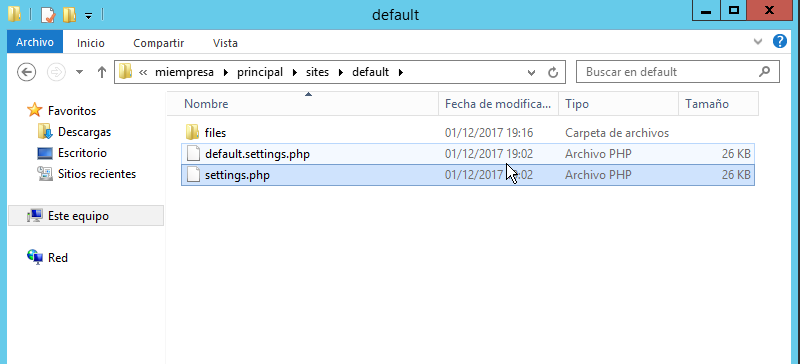 default
Archivo Inicio Compartir Vista
« miempresa principal sites default Buscar en default
Favoritos
Descargas
Escritorio
Sitios recientes
Este equipo
Red
Nombre Fecha de modifica... Tipo Tamaño
files 01/12/2017 19:16 Carpeta de archivos
default.settings.php 01/12/2017 19:02 Archivo PHP 26 KB
settings.php 01/12/2017 19:02 Archivo PHP 26 KB